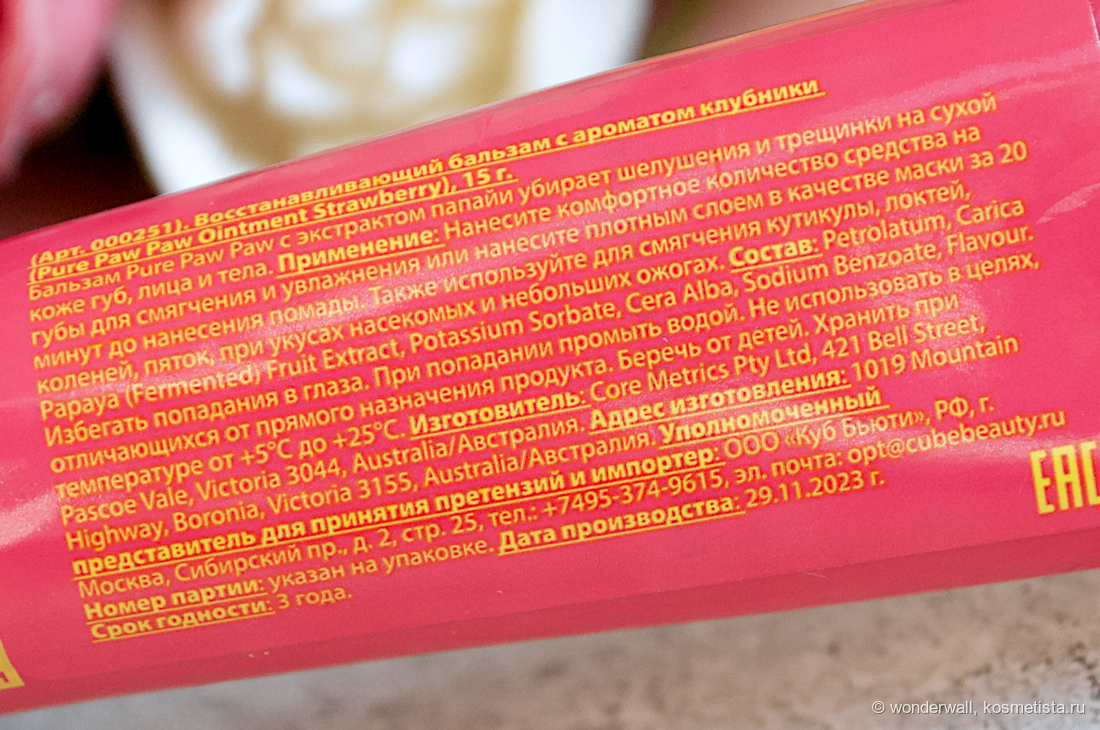 (Арт. 000251). Восстанавливающий бальзам с ароматом клубники
(Pure Paw Paw Ointment Strawberry), 15 г.
Бальзам Pure Paw Paw с экстрактом папайи убирает шелушения и трещинки на сухой
коже губ, лица и тела. Применение: Нанесите комфортное количество средства на
губы для смягчения и увлажнения или нанесите плотным слоем в качестве маски за 20
минут до нанесения помады. Также используйте для смягчения кутикулы, локтей,
коленей, пяток, при укусах насекомых и небольших ожогах. Состав: Petrolatum, Carica
Papaya (Fermented) Fruit Extract, Potassium Sorbate, Cera Alba, Sodium Benzoate, Flavour.
Избегать попадания в глаза. При попадании промыть водой. Не использовать в целях,
отличающихся от прямого назначения продукта. Беречь от детей. Хранить при
температуре от +5°C до +25°C. Изготовитель: Core Metrics Pty Ltd, 421 Bell Street,
Pascoe Vale, Victoria 3044, Australia/Австралия. Адрес изготовления: 1019 Mountain
Highway, Boronia, Victoria 3155, Australia/Австралия. Уполномоченный
представитель для принятия претензий и импортер: ООО «Куб Бьюти», РФ, г.
Москва, Сибирский пр., д. 2, стр. 25, тел.: +7495-374-9615, эл. почта: opt@cubebeauty.ru
Номер партии: указан на упаковке. Дата производства: 29.11.2023 г.
Срок годности: 3 года.
EAC
© wonderwall, kosmetista.ru